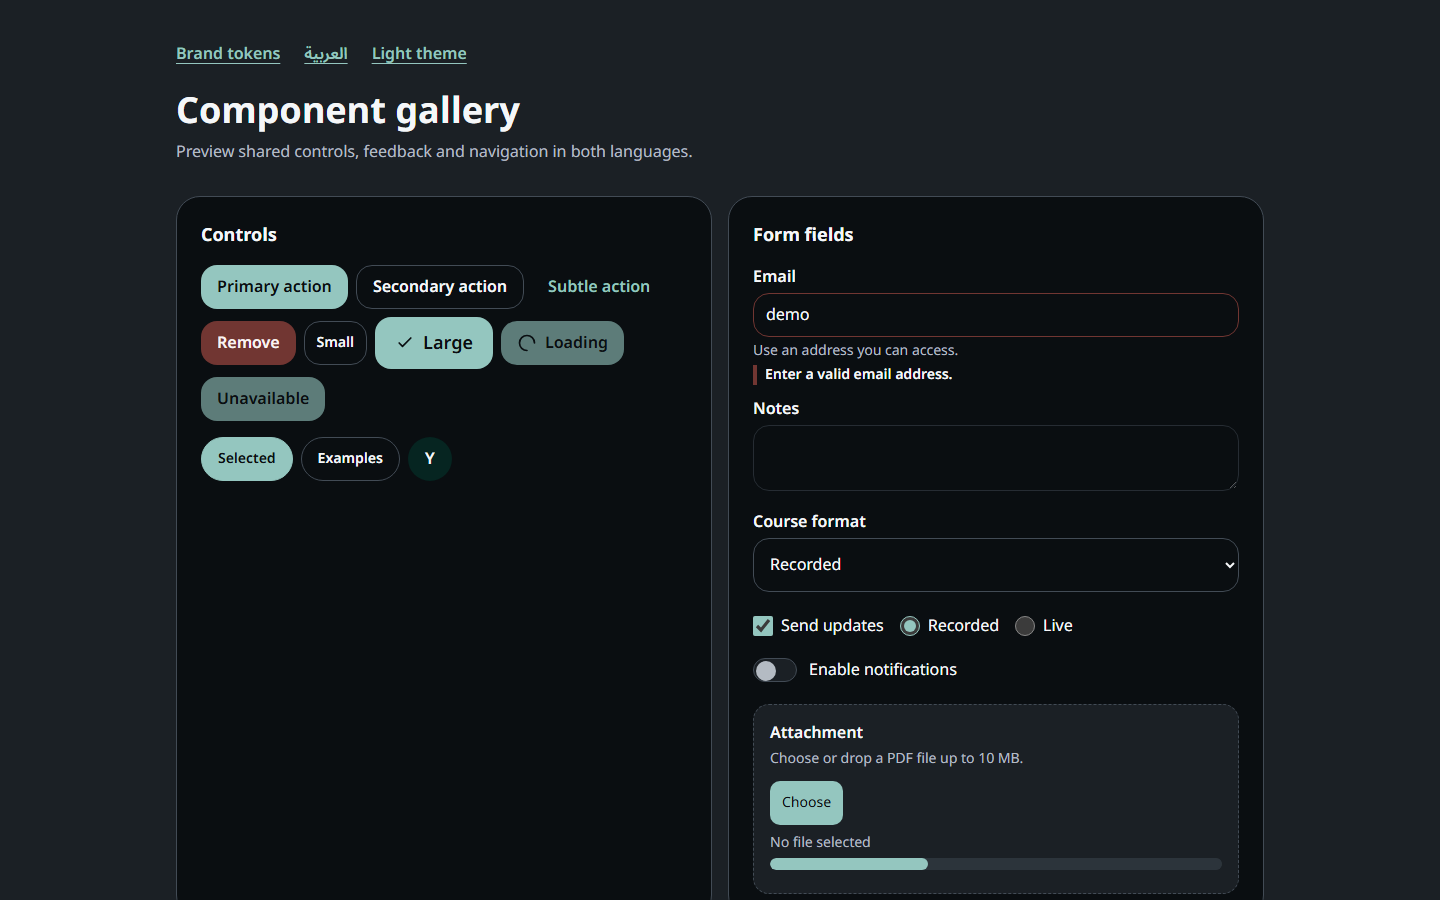 Brand tokens
العربية
Light theme
Component gallery
Preview shared controls, feedback and navigation in both languages.
Controls
Primary action
Secondary action
Subtle action
Remove
Small
Large
Loading
Unavailable
Selected
Examples
Y
Form fields
Email
demo
Use an address you can access.
Enter a valid email address.
Notes
Course format
Recorded
Send updates
Recorded
Live
Enable notifications
Attachment
Choose or drop a PDF file up to 10 MB.
Choose
No file selected